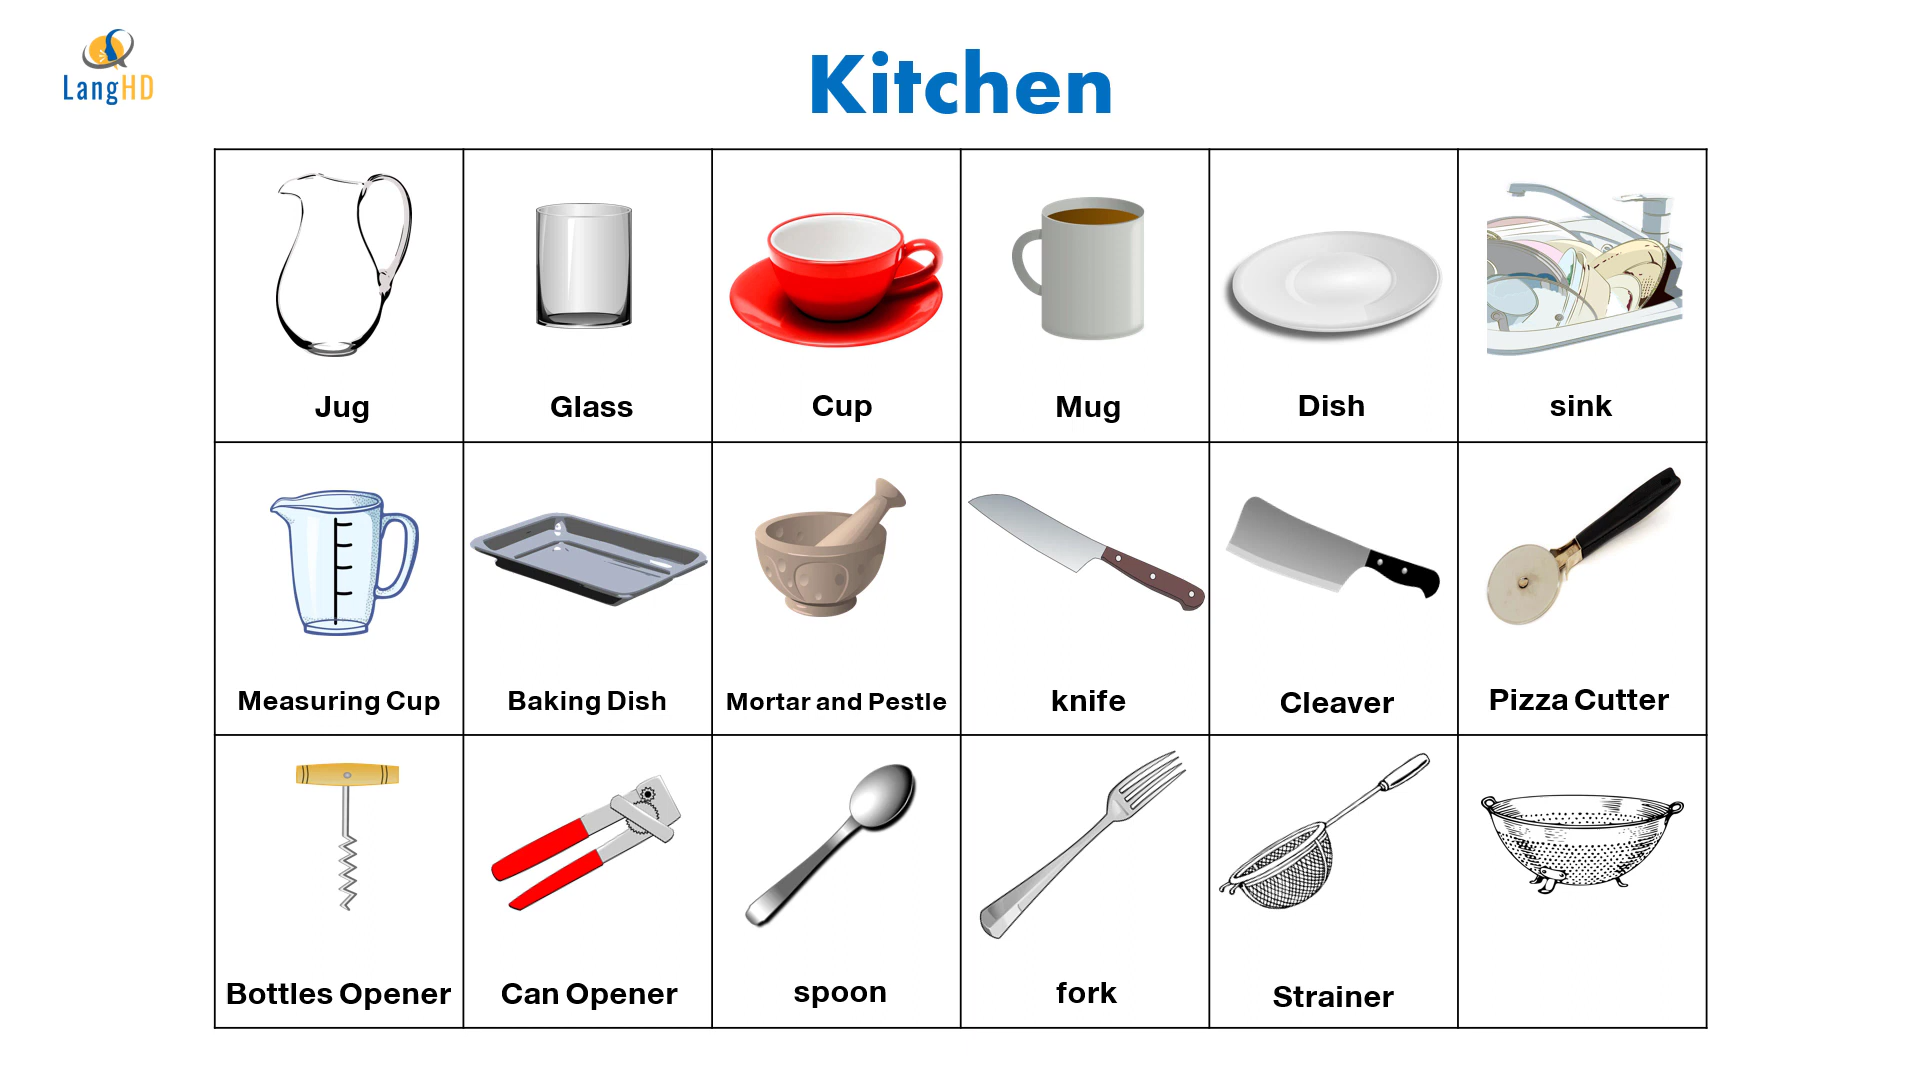 LangHD
Kitchen
Jug
Glass
Cup
Mug
Dish
sink
Measuring Cup
Baking Dish
Mortar and Pestle
knife
Cleaver
Pizza Cutter
Bottles Opener
Can Opener
spoon
fork
Strainer